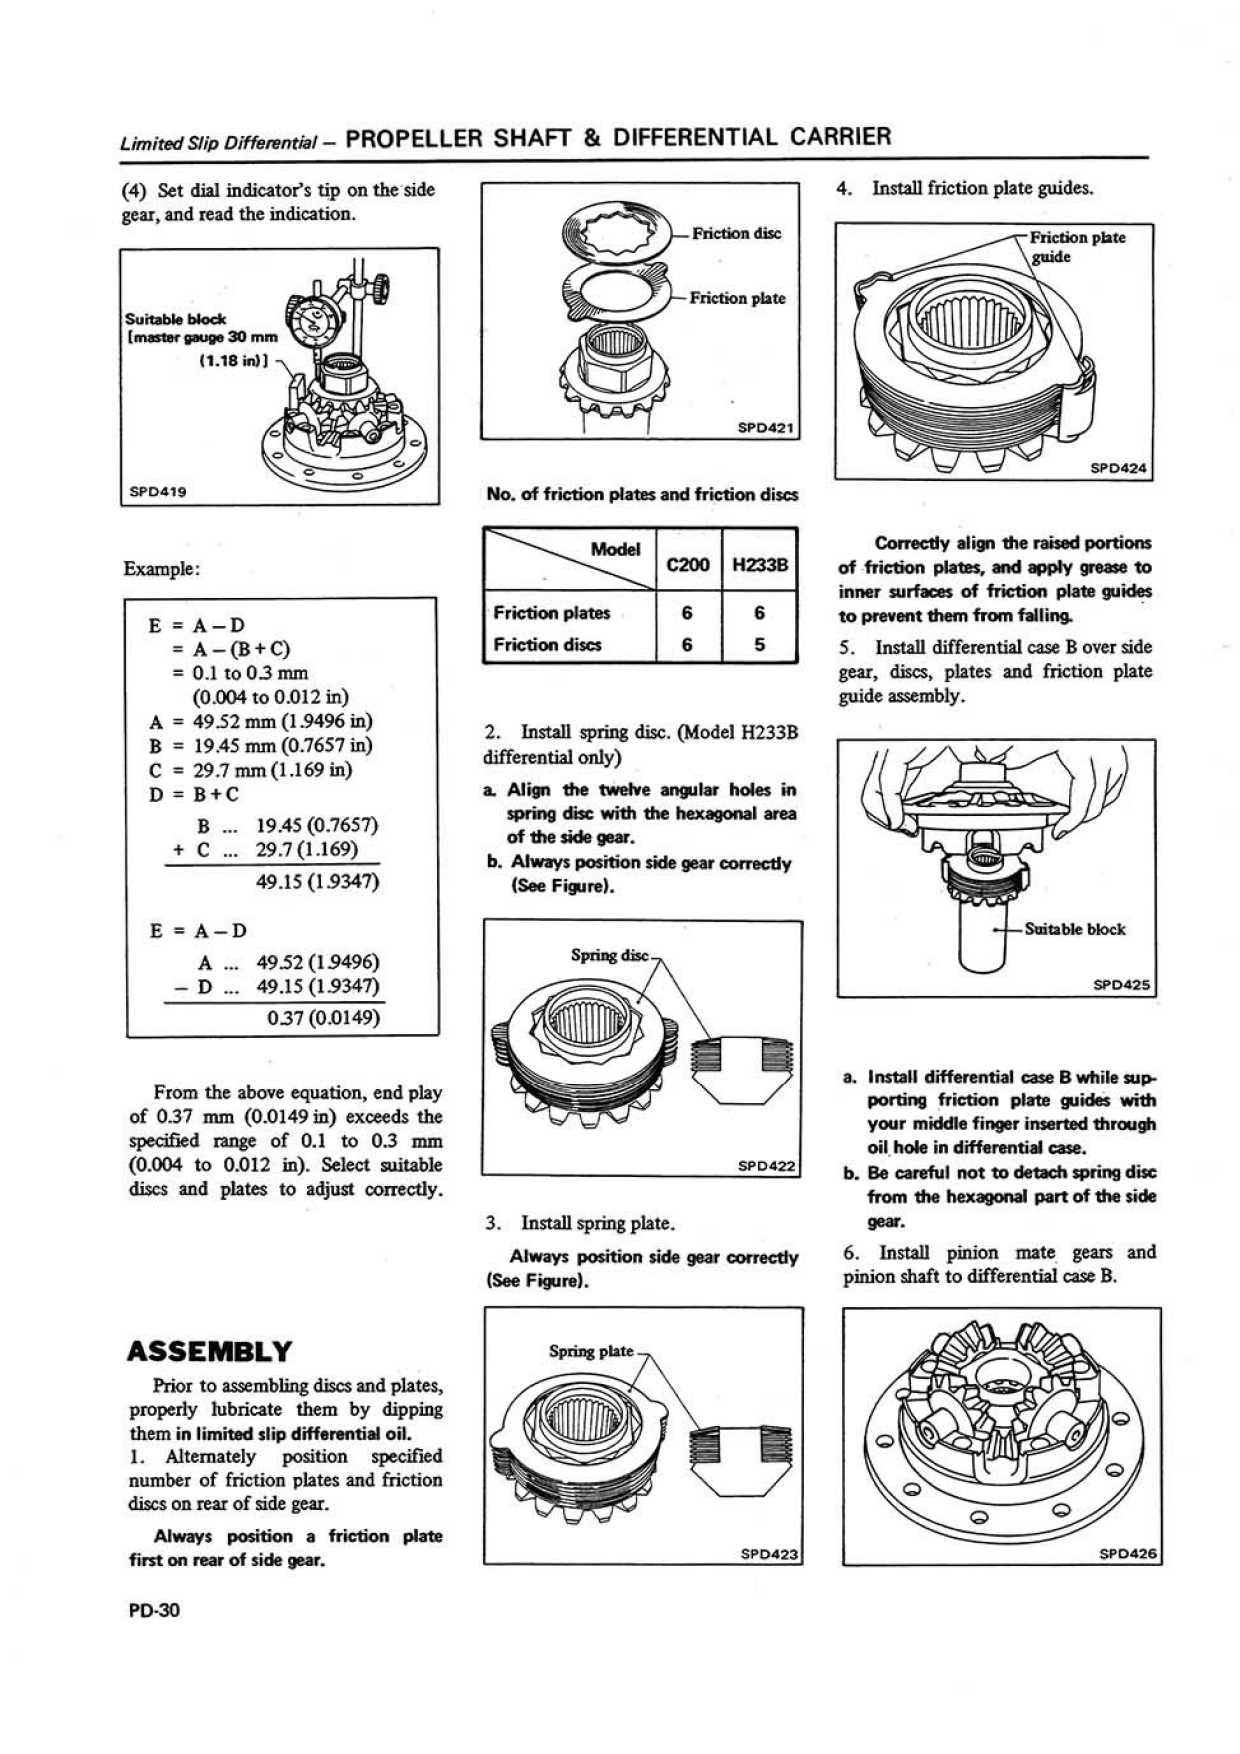 Limited Slip Differential – PROPELLER SHAFT & DIFFERENTIAL CARRIER
(4) Set dial indicator's tip on the side
gear, and read the indication.
Suitable block
[master gauge 30 mm
(1.18 in)]
SPD419
Example:
E = A – D
= A – (B + C)
= 0.1 to 0.3 mm
(0.004 to 0.012 in)
A = 49.52 mm (1.9496 in)
B = 19.45 mm (0.7657 in)
C = 29.7 mm (1.169 in)
D = B + C
B ... 19.45 (0.7657)
+ C ... 29.7 (1.169)
49.15 (1.9347)
E = A – D
A ... 49.52 (1.9496)
– D ... 49.15 (1.9347)
0.37 (0.0149)
From the above equation, end play
of 0.37 mm (0.0149 in) exceeds the
specified range of 0.1 to 0.3 mm
(0.004 to 0.012 in). Select suitable
discs and plates to adjust correctly.
ASSEMBLY
Prior to assembling discs and plates,
properly lubricate them by dipping
them in limited slip differential oil.
1. Alternately position specified
number of friction plates and friction
discs on rear of side gear.
Always position a friction plate
first on rear of side gear.
Friction disc
Friction plate
SPD421
No. of friction plates and friction discs
Model
C200 H233B
Friction plates 6 6
Friction discs 6 5
2. Install spring disc. (Model H233B
differential only)
a. Align the twelve angular holes in
spring disc with the hexagonal area
of the side gear.
b. Always position side gear correctly
(See Figure).
Spring disc
SPD422
3. Install spring plate.
Always position side gear correctly
(See Figure).
Spring plate
SPD423
4. Install friction plate guides.
Friction plate
guide
SPD424
Correctly align the raised portions
of friction plates, and apply grease to
inner surfaces of friction plate guides
to prevent them from falling.
5. Install differential case B over side
gear, discs, plates and friction plate
guide assembly.
Suitable block
SPD425
a. Install differential case B while sup-
porting friction plate guides with
your middle finger inserted through
oil hole in differential case.
b. Be careful not to detach spring disc
from the hexagonal part of the side
gear.
6. Install pinion mate gears and
pinion shaft to differential case B.
SPD426
PD-30